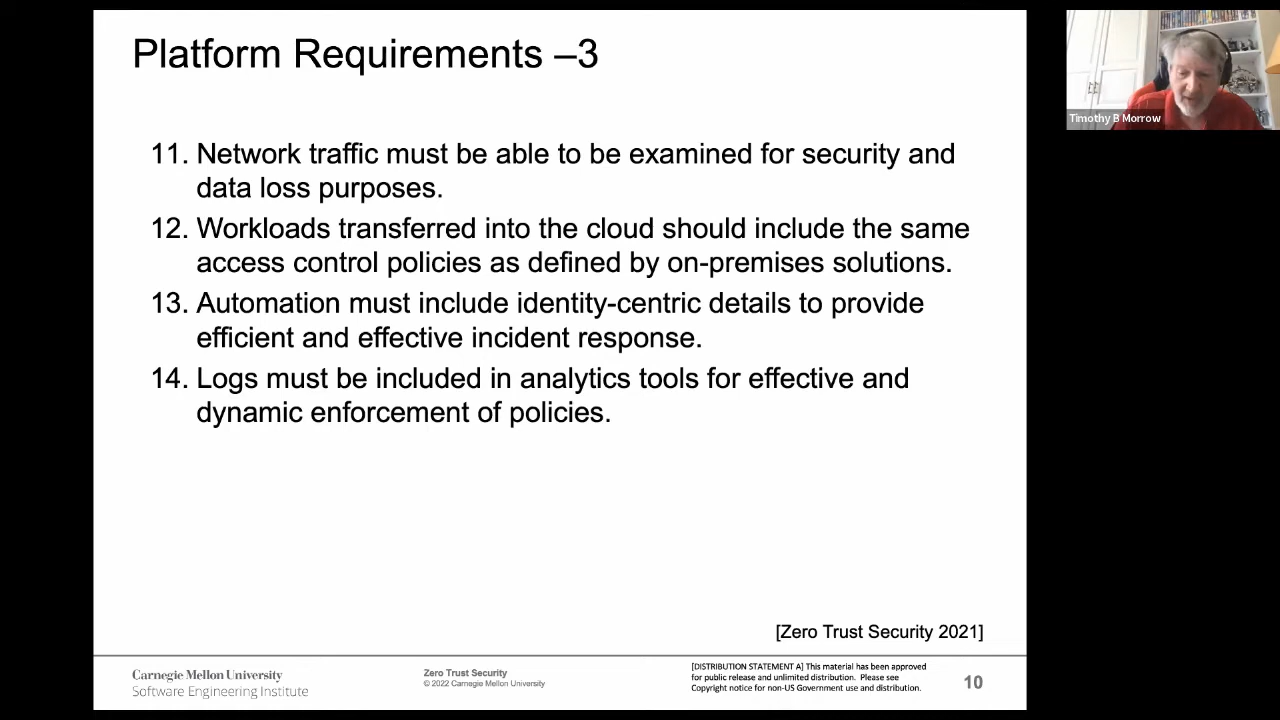 Platform Requirements –3
Timothy B Morrow
11. Network traffic must be able to be examined for security and
data loss purposes.
12. Workloads transferred into the cloud should include the same
access control policies as defined by on-premises solutions.
13. Automation must include identity-centric details to provide
efficient and effective incident response.
14. Logs must be included in analytics tools for effective and
dynamic enforcement of policies.
[Zero Trust Security 2021]
Carnegie Mellon University
Software Engineering Institute
Zero Trust Security
© 2022 Carnegie Mellon University
[DISTRIBUTION STATEMENT A] This material has been approved
for public release and unlimited distribution. Please see
Copyright notice for non-US Government use and distribution.
10